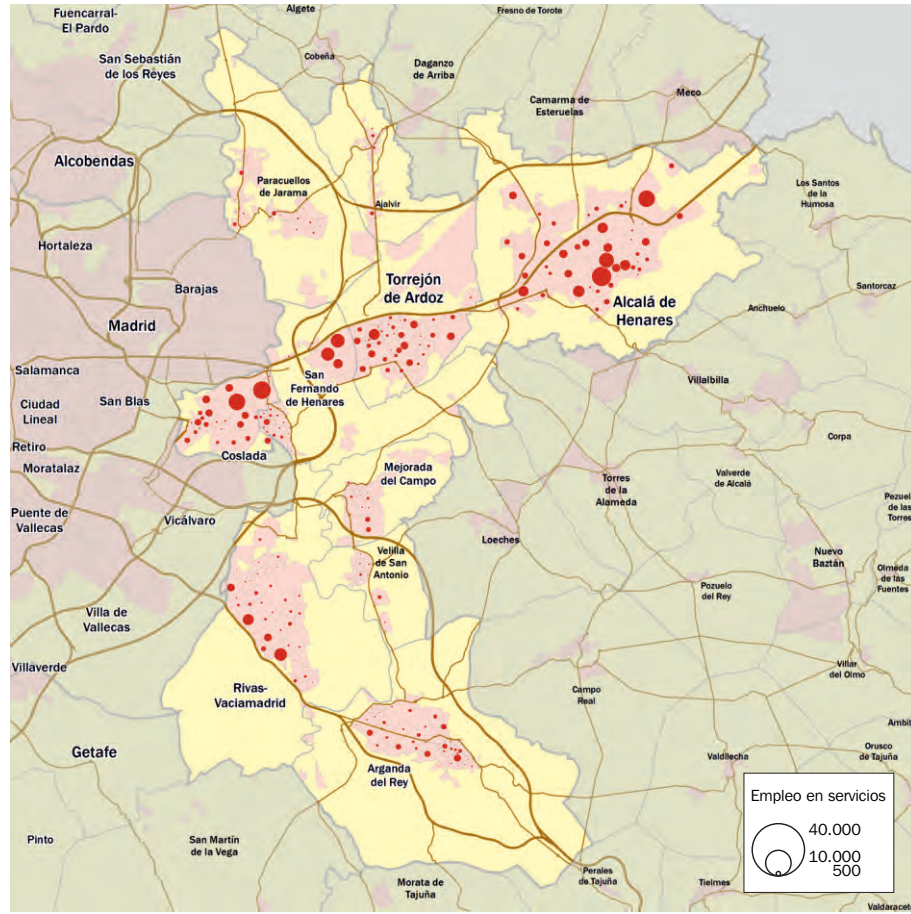 Fuencarral-
El Pardo
Algete
Fresno de Torote
San Sebastián
de los Reyes
Cobeña
Daganzo
de Arriba
Meco
Camarma de
Esteruelas
Alcobendas
Paracuellos
de Jarama
Ajalvir
Los Santos
de la
Humosa
Hortaleza
Barajas
Torrejón
de Ardoz
Santorcaz
Alcalá de
Henares
Anchuelo
Madrid
Salamanca
San
Fernando
de Henares
Villalbilla
Ciudad
Lineal
San Blas
Corpa
Retiro
Coslada
Moratalaz
Mejorada
del Campo
Torres
de la
Alameda
Valverde
de Alcalá
Pezuel
de las
Torres
Puente de
Vallecas
Vicálvaro
Loeches
Velilla
de San
Antonio
Nuevo
Baztán
Olmeda
de las
Fuentes
Pozuelo
del Rey
Villa de
Vallecas
Villaverde
Villar
del Olmo
Rivas-
Vaciamadrid
Campo
Real
Ambit
Getafe
Valdilecha
Orusco
de Tajuña
Arganda
del Rey
Empleo en servicios
40.000
10.000
500
Pinto
San Martín
de la Vega
Perales
de Tajuña
Morata de
Tajuña
Tielmes
Valdaracet